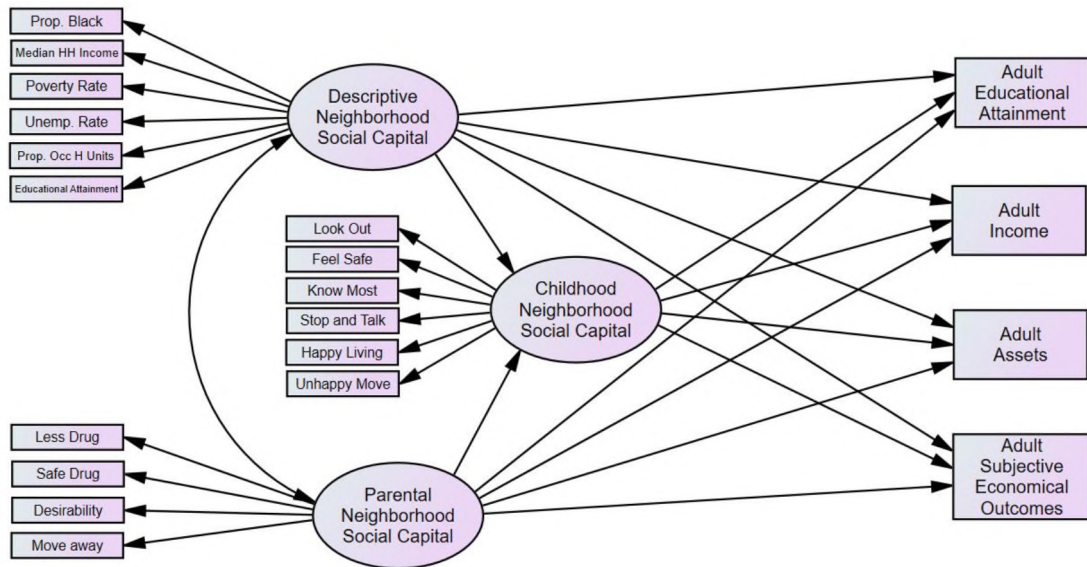 Prop. Black
Median HH Income
Poverty Rate
Unemp. Rate
Prop. Occ H Units
Educational Attainment
Descriptive
Neighborhood
Social Capital
Look Out
Feel Safe
Know Most
Stop and Talk
Happy Living
Unhappy Move
Childhood
Neighborhood
Social Capital
Less Drug
Safe Drug
Desirability
Move away
Parental
Neighborhood
Social Capital
Adult
Educational
Attainment
Adult
Income
Adult
Assets
Adult
Subjective
Economical
Outcomes